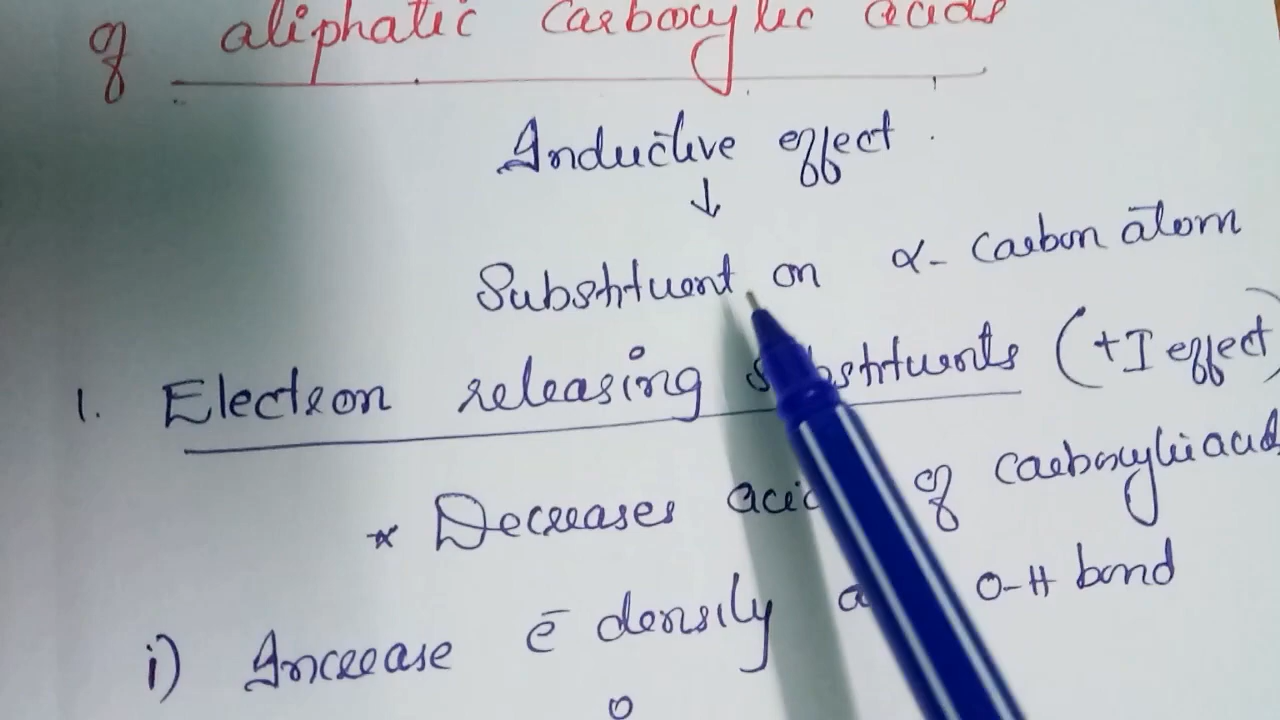 of aliphatic carboxylic acids
Inductive effect
↓
Substituent on α- carbon atom
1. Electron releasing substituents (+I effect)
* Decreases of carboxylic acid
i) Increase ē density O-H bond
O